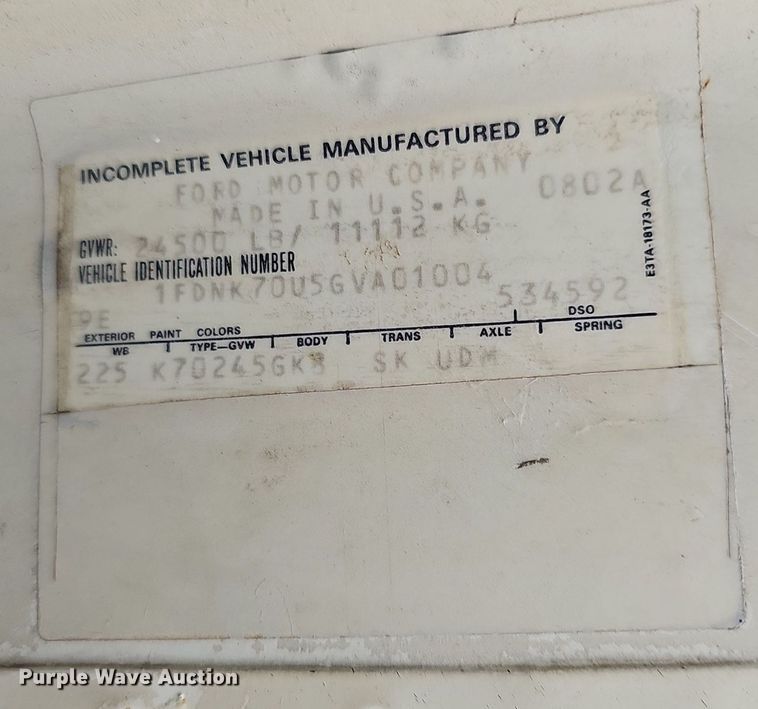 INCOMPLETE VEHICLE MANUFACTURED BY
FORD MOTOR COMPANY
MADE IN U.S.A. 0802A
GVWR: 24500 LB/ 11112 KG
VEHICLE IDENTIFICATION NUMBER
1FDNK70U5GVA01004
PE 534592
EXTERIOR PAINT COLORS DSO
WB TYPE-GVW BODY TRANS AXLE SPRING
225 K70245GK8 SK UDM
E3TA-18173-AA
Purple Wave Auction